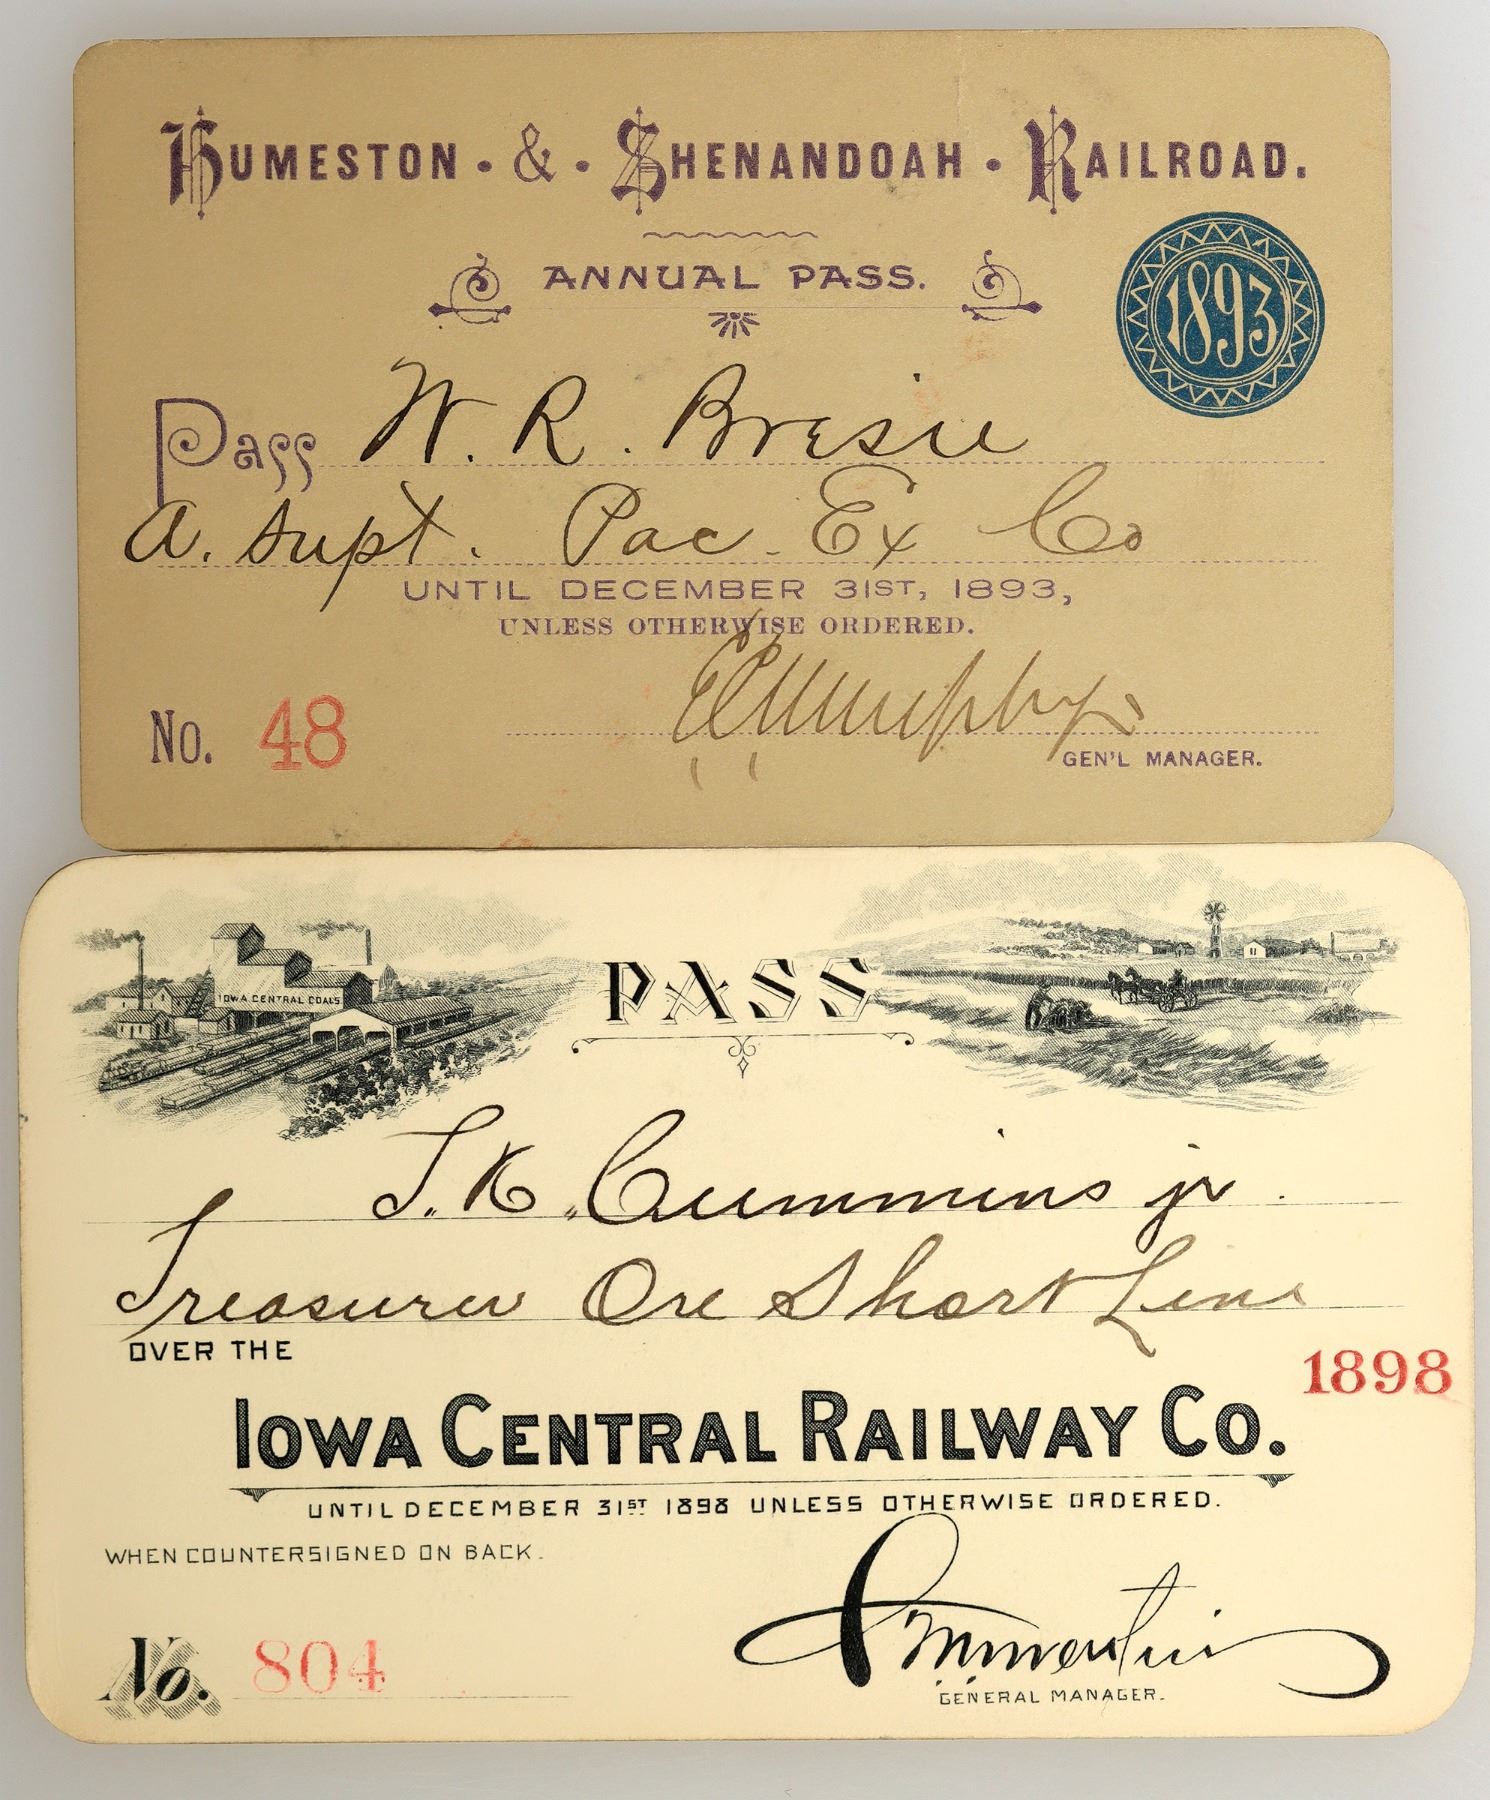 HUMESTON · & · SHENANDOAH · RAILROAD.
ANNUAL PASS.
1893
Pass W. R. Bresie
A. Supt. Pac. Ex Co
UNTIL DECEMBER 31ST, 1893,
UNLESS OTHERWISE ORDERED.
No. 48
Murphy
GEN'L MANAGER.
IOWA CENTRAL COALS
PASS
Cummins jr.
Treasurer Ore Short Line
OVER THE
1898
IOWA CENTRAL RAILWAY CO.
UNTIL DECEMBER 31ST 1898 UNLESS OTHERWISE ORDERED.
WHEN COUNTERSIGNED ON BACK.
No. 804
GENERAL MANAGER.